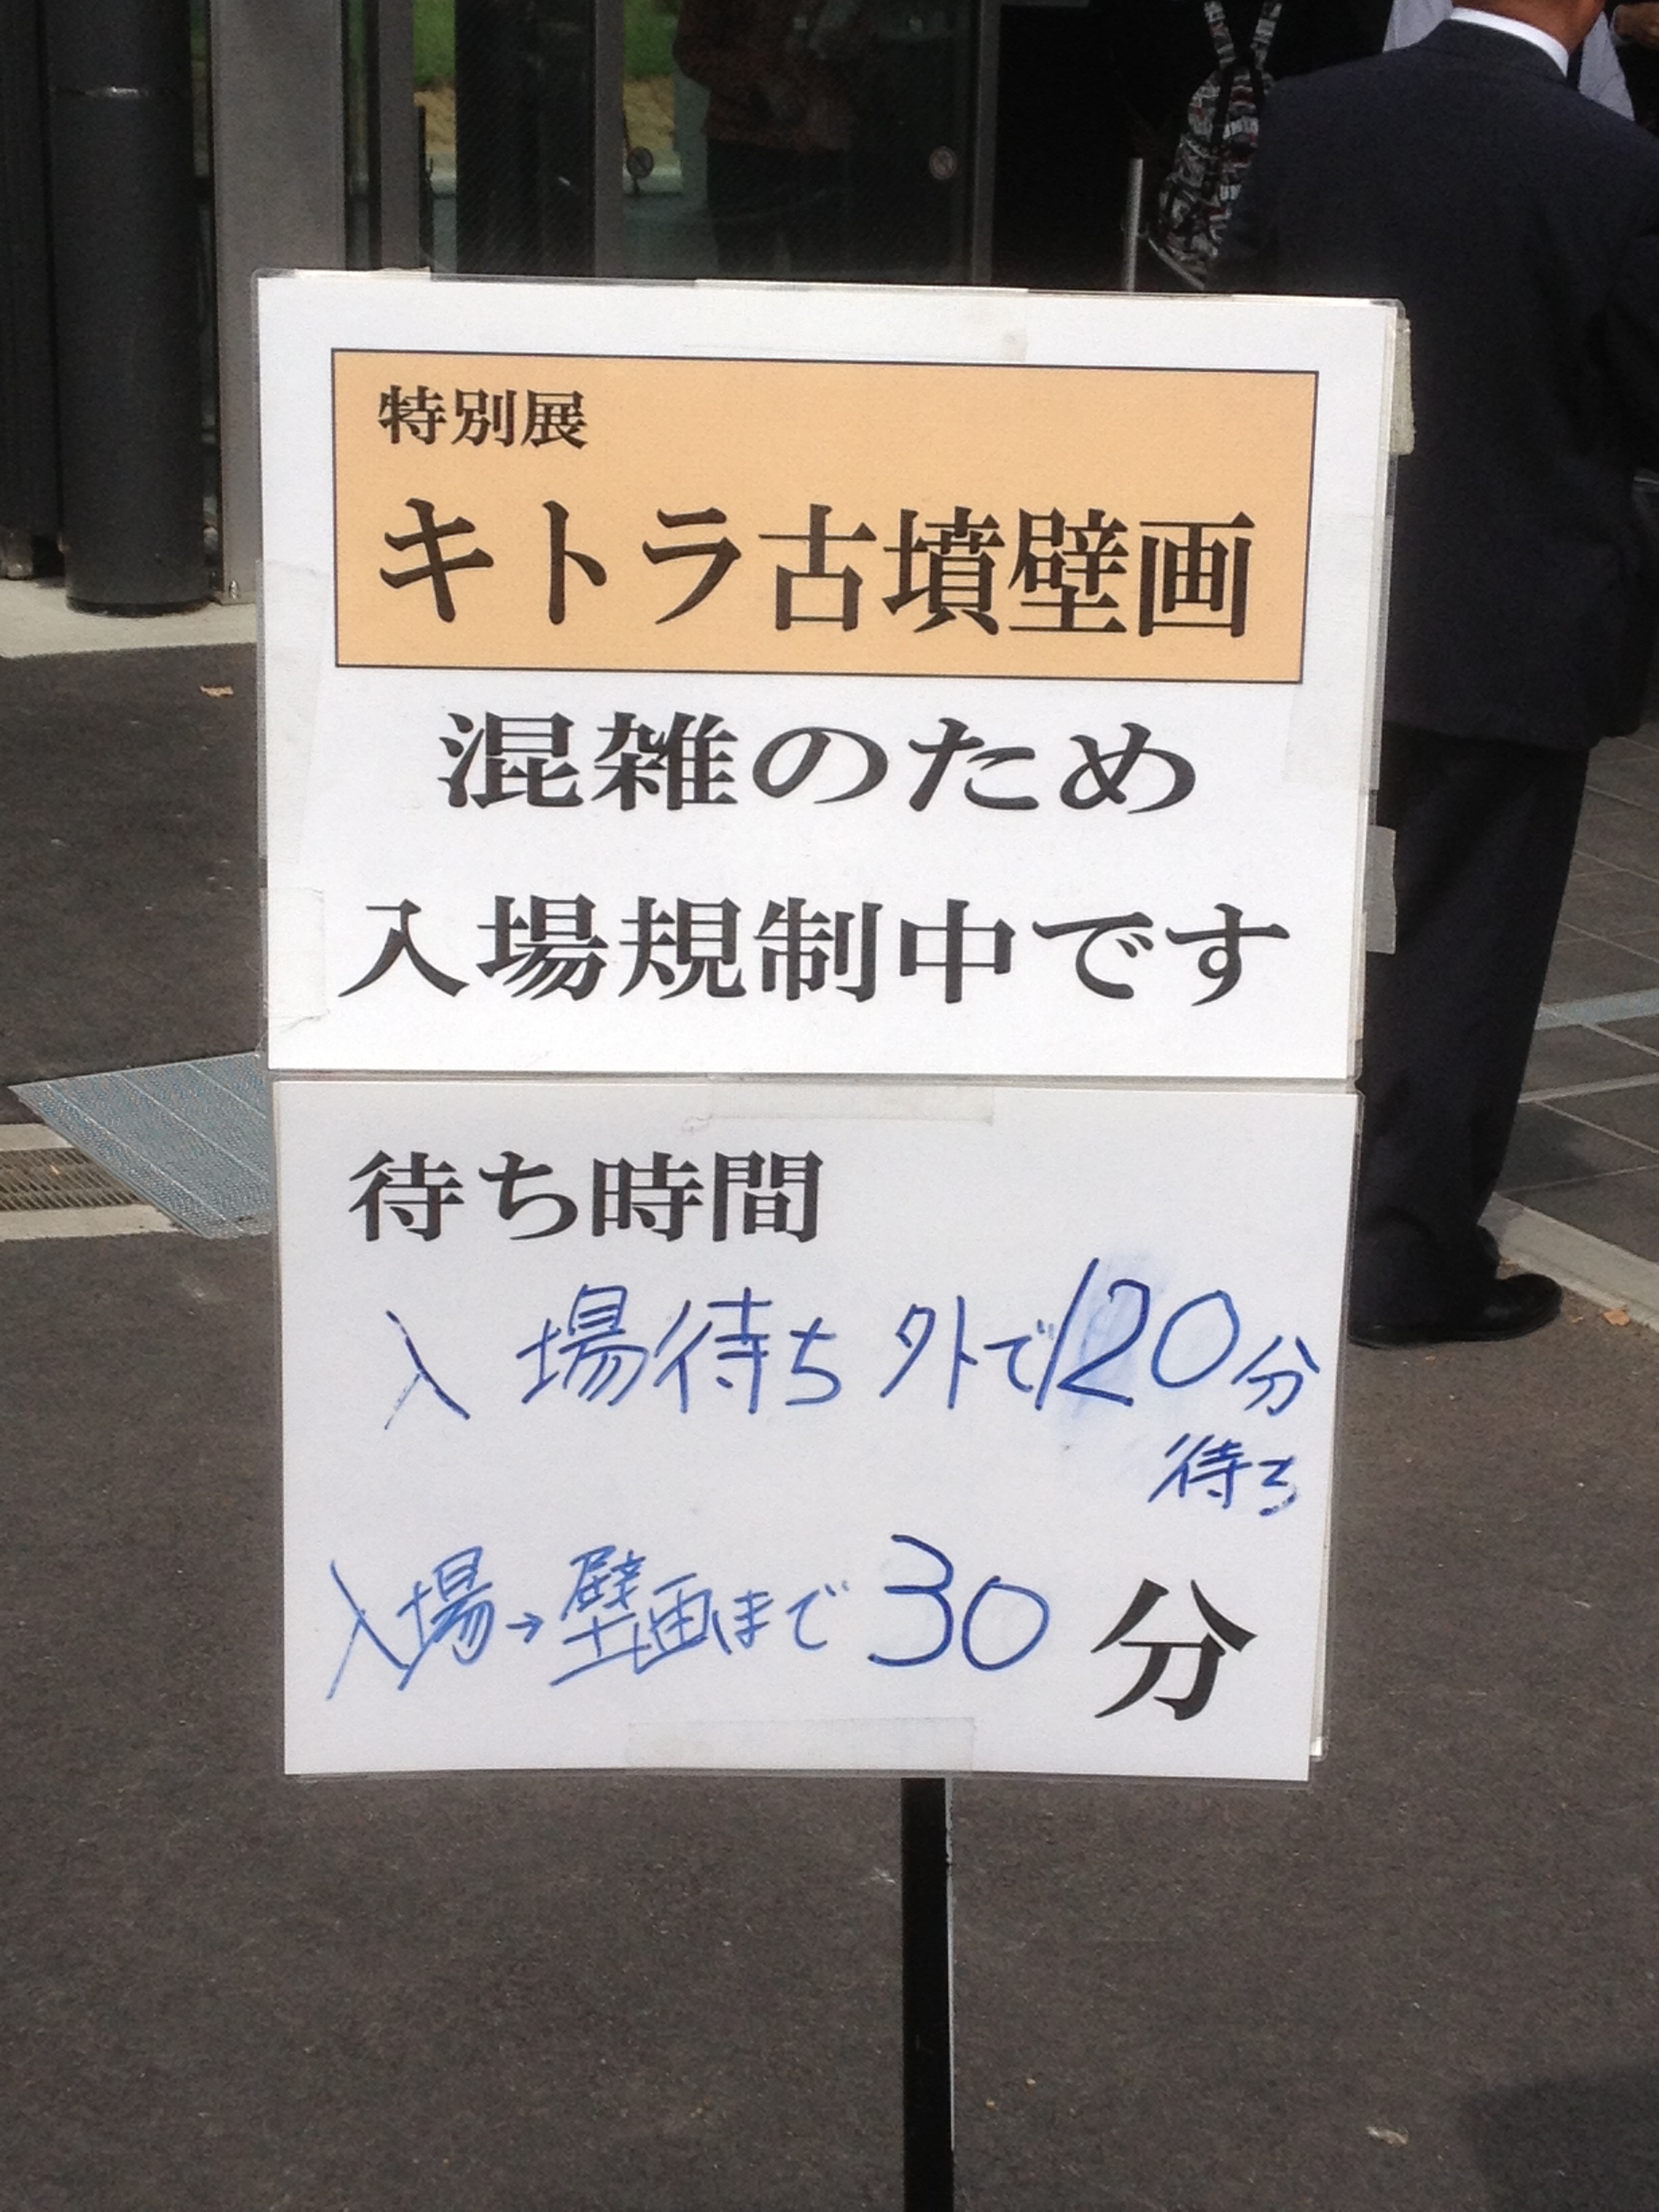 特別展
キトラ古墳壁画
混雑のため
入場規制中です
待ち時間
入場待ち 外で120分
待ち
入場→壁画まで 30 分